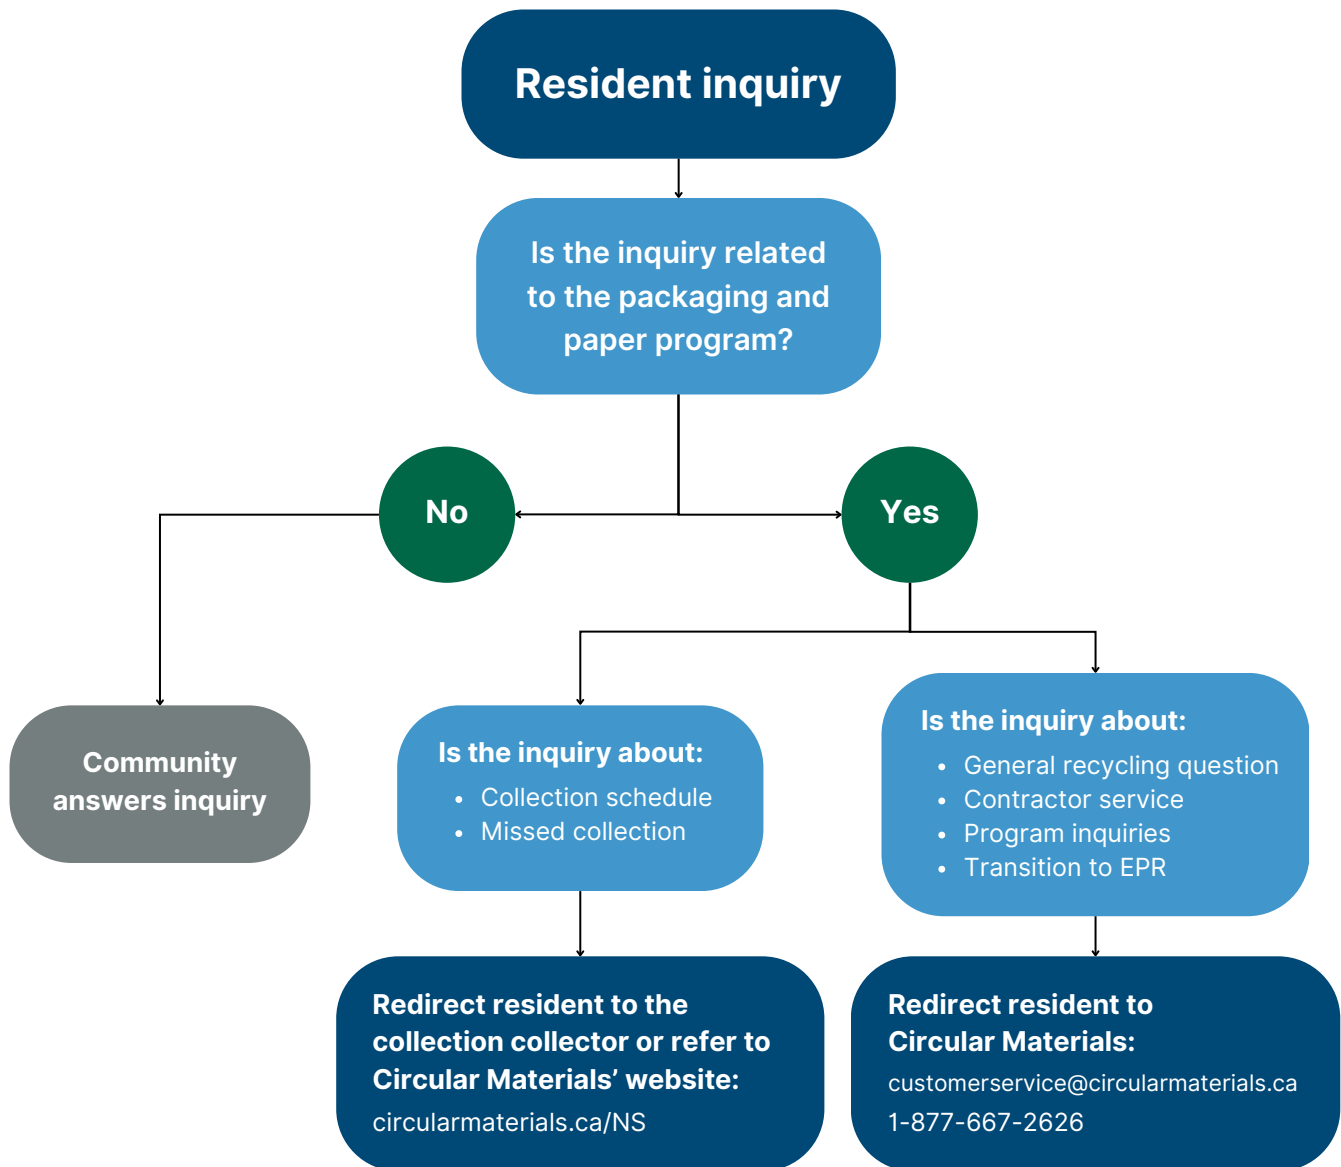 Resident inquiry
Is the inquiry related
to the packaging and
paper program?
No
Yes
Community
answers inquiry
Is the inquiry about:
• Collection schedule
• Missed collection
Is the inquiry about:
• General recycling question
• Contractor service
• Program inquiries
• Transition to EPR
Redirect resident to the
collection collector or refer to
Circular Materials’ website:
circularmaterials.ca/NS
Redirect resident to
Circular Materials:
customerservice@circularmaterials.ca
1-877-667-2626